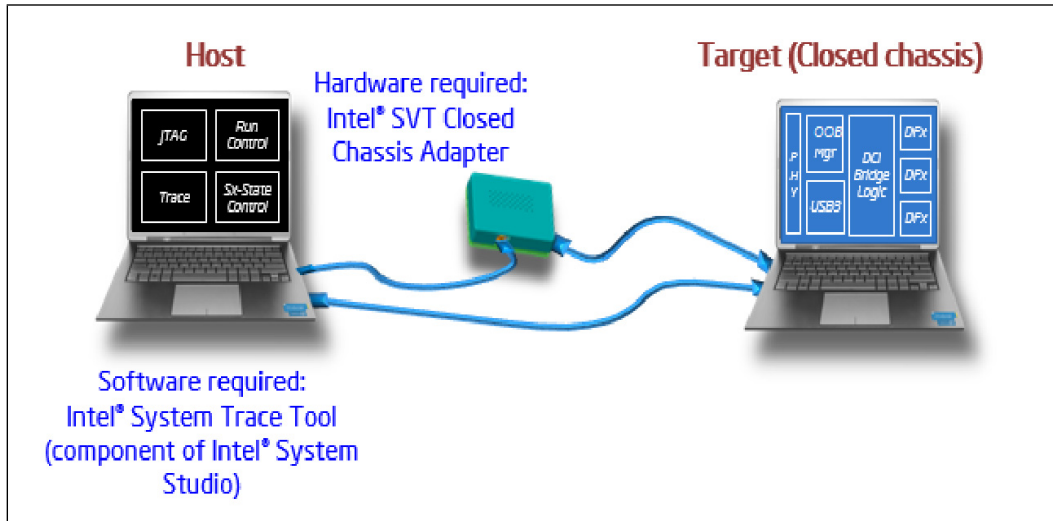 Host
Target (Closed chassis)
Hardware required:
Intel® SVT Closed
Chassis Adapter
JTAG
Run
Control
Trace
Sx-State
Control
P
H
Y
OOB
Mgr
USB3
DCI
Bridge
Logic
DFx
DFx
DFx
Software required:
Intel® System Trace Tool
(component of Intel® System
Studio)